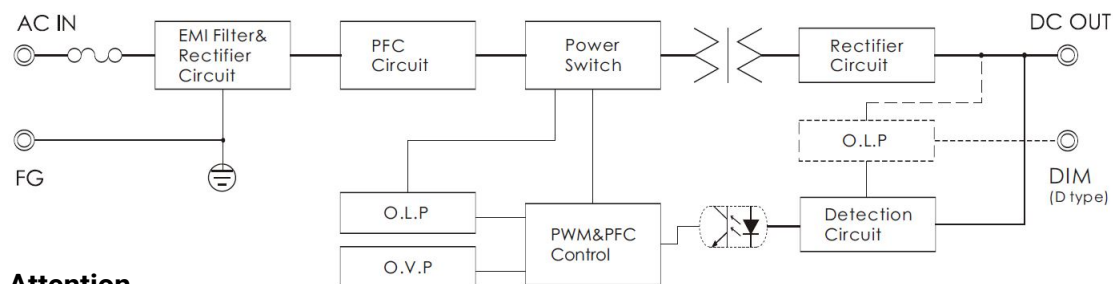 AC IN
DC OUT
EMI Filter&
Rectifier
Circuit
PFC
Circuit
Power
Switch
Rectifier
Circuit
O.L.P
FG
DIM
(D type)
O.L.P
PWM&PFC
Control
Detection
Circuit
O.V.P
Attention